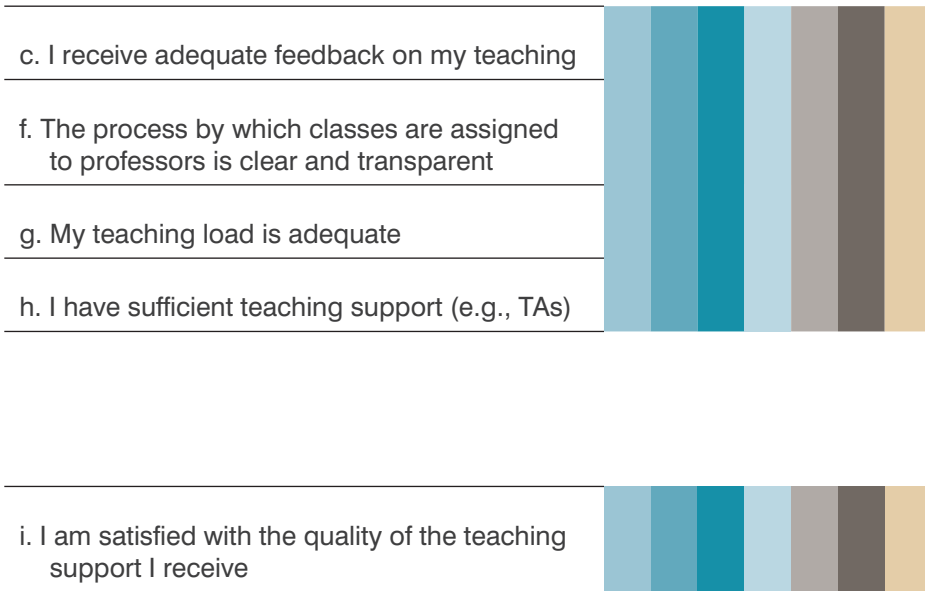 c. I receive adequate feedback on my teaching
f. The process by which classes are assigned
to professors is clear and transparent
g. My teaching load is adequate
h. I have sufficient teaching support (e.g., TAs)
i. I am satisfied with the quality of the teaching
support I receive